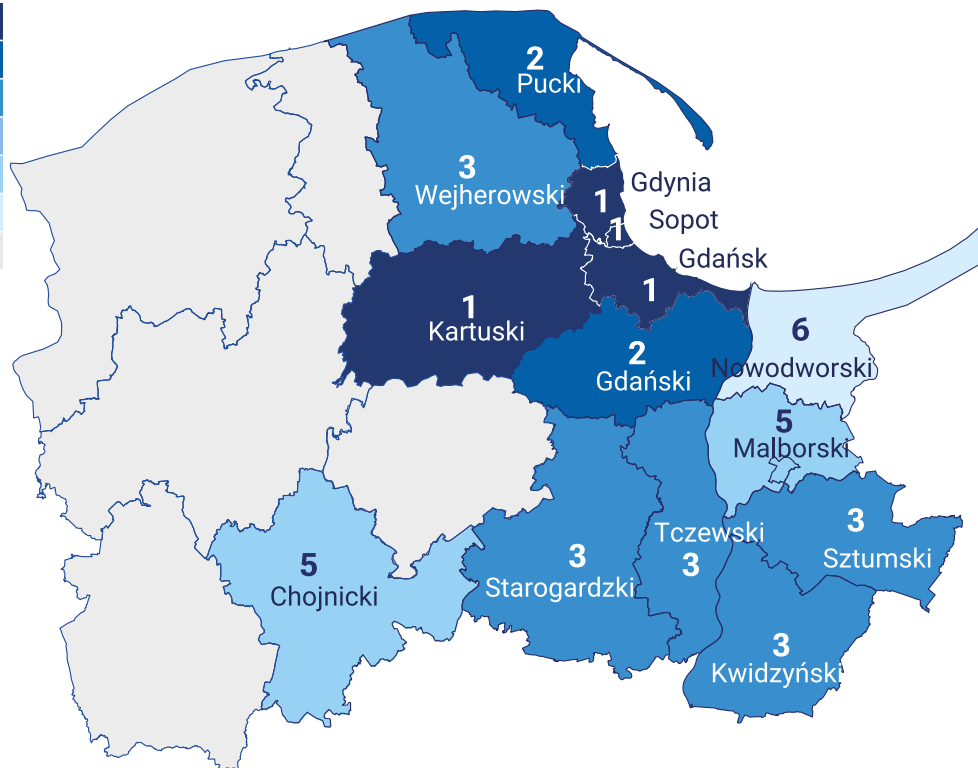 2
Pucki
3
Wejherowski
Gdynia
1
Sopot
1
Gdańsk
1
1
Kartuski
2
Gdański
6
Nowodworski
5
Malborski
3
Sztumski
Tczewski
3
3
Starogardzki
5
Chojnicki
3
Kwidzyński